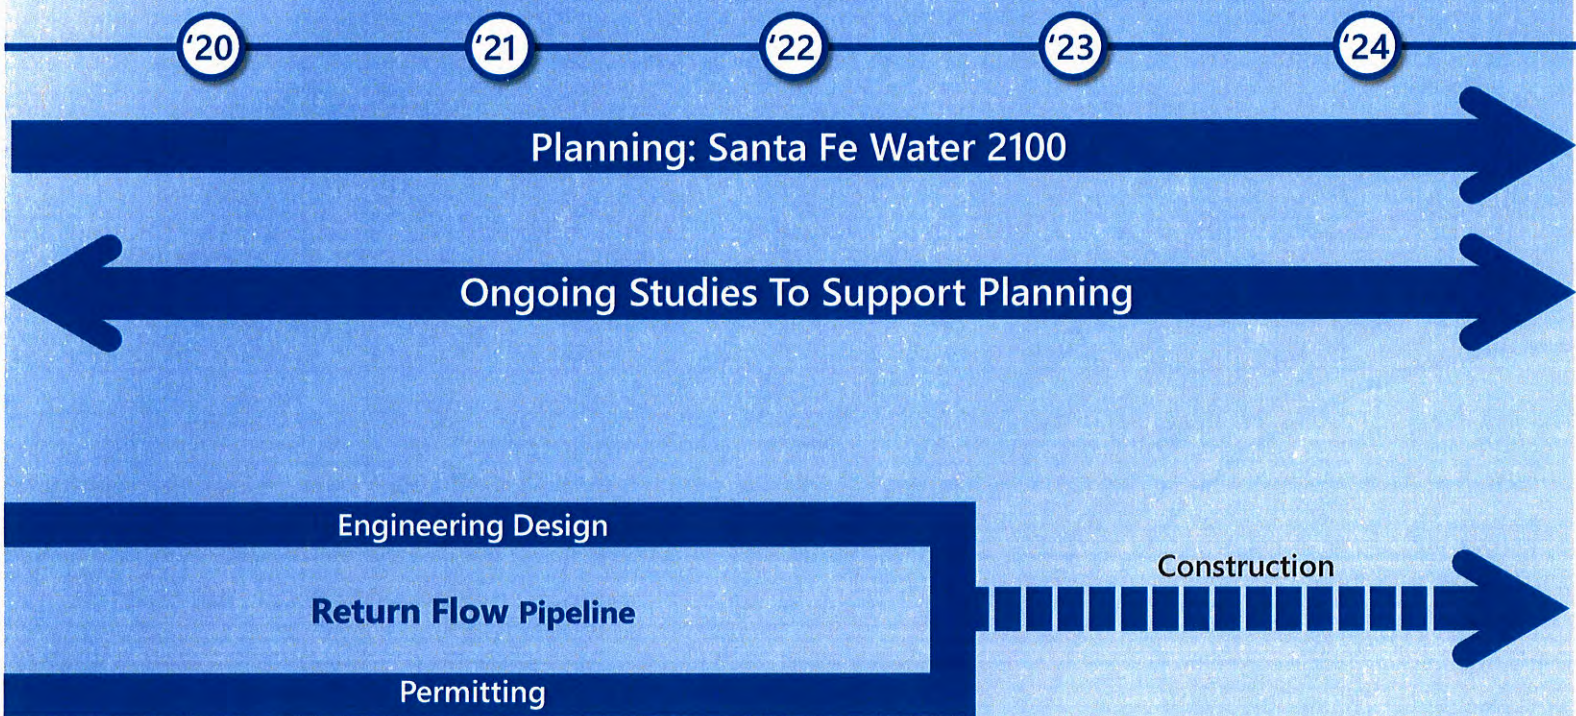 ‘20 ‘21 ‘22 ‘23 ‘24
Planning: Santa Fe Water 2100
Ongoing Studies To Support Planning
Engineering Design
Construction
Return Flow Pipeline
Permitting